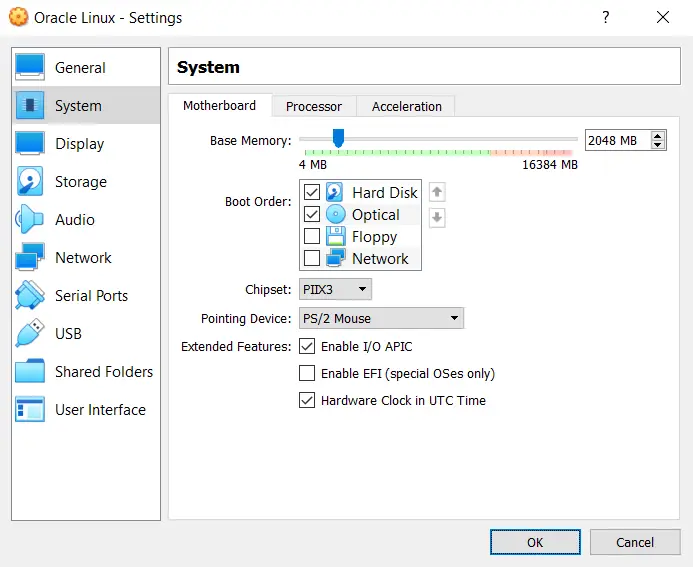 Oracle Linux - Settings ?
General
System
Display
Storage
Audio
Network
Serial Ports
USB
Shared Folders
User Interface
System
Motherboard Processor Acceleration
Base Memory: 2048 MB
4 MB 16384 MB
Boot Order: Hard Disk
Optical
Floppy
Network
Chipset: PIIX3
Pointing Device: PS/2 Mouse
Extended Features: Enable I/O APIC
Enable EFI (special OSes only)
Hardware Clock in UTC Time
OK Cancel